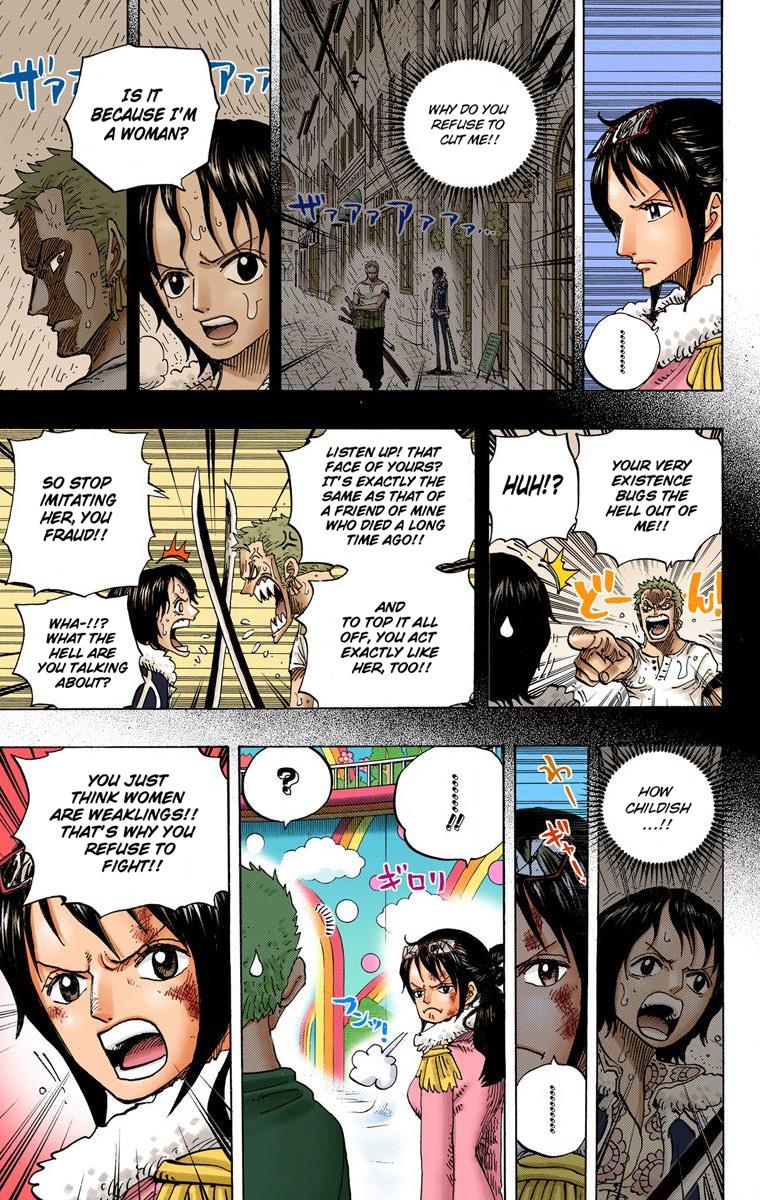 ............
WHY DO YOU
REFUSE TO
CUT ME!!
ザァァアァァ...
IS IT
BECAUSE I'M
A WOMAN?
ザァァアァァ
YOUR VERY
EXISTENCE
BUGS THE
HELL OUT OF
ME!!
HUH!?
どーん!
LISTEN UP! THAT
FACE OF YOURS?
IT'S EXACTLY THE
SAME AS THAT OF
A FRIEND OF MINE
WHO DIED A LONG
TIME AGO!!
AND
TO TOP IT ALL
OFF, YOU ACT
EXACTLY LIKE
HER, TOO!!
SO STOP
IMITATING
HER, YOU
FRAUD!!
WHA-!!?
WHAT THE
HELL ARE
YOU TALKING
ABOUT?
HOW
CHILDISH
...!!
わー
ギャー
............
.........!!
?
ギロリ
プンッ!
YOU JUST
THINK WOMEN
ARE WEAKLINGS!!
THAT'S WHY YOU
REFUSE TO
FIGHT!!